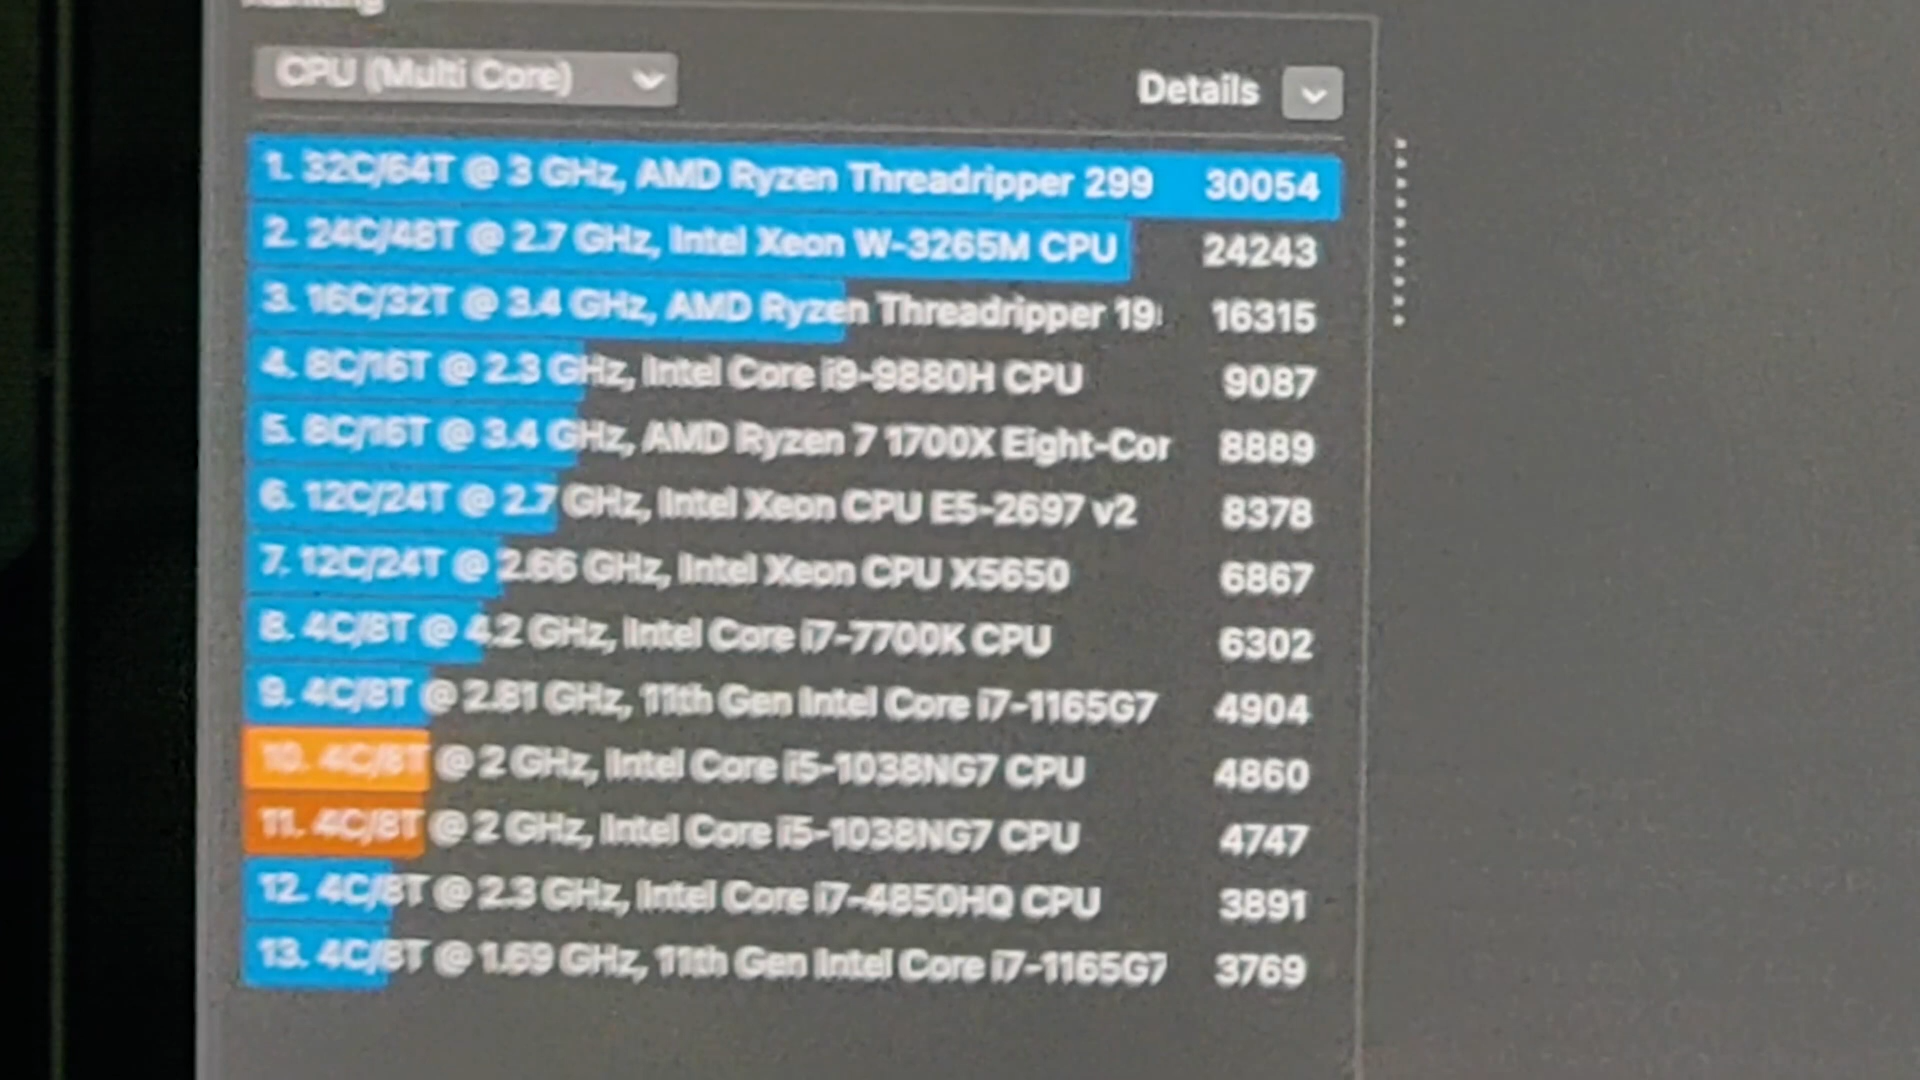 Ranking
CPU (Multi Core)
Details
1. 32C/64T @ 3 GHz, AMD Ryzen Threadripper 299 30054
2. 24C/48T @ 2.7 GHz, Intel Xeon W-3265M CPU 24243
3. 16C/32T @ 3.4 GHz, AMD Ryzen Threadripper 19 16315
4. 8C/16T @ 2.3 GHz, Intel Core i9-9880H CPU 9087
5. 8C/16T @ 3.4 GHz, AMD Ryzen 7 1700X Eight-Cor 8889
6. 12C/24T @ 2.7 GHz, Intel Xeon CPU E5-2697 v2 8378
7. 12C/24T @ 2.66 GHz, Intel Xeon CPU X5650 6867
8. 4C/8T @ 4.2 GHz, Intel Core i7-7700K CPU 6302
9. 4C/8T @ 2.81 GHz, 11th Gen Intel Core i7-1165G7 4904
10. 4C/8T @ 2 GHz, Intel Core i5-1038NG7 CPU 4860
11. 4C/8T @ 2 GHz, Intel Core i5-1038NG7 CPU 4747
12. 4C/8T @ 2.3 GHz, Intel Core i7-4850HQ CPU 3891
13. 4C/8T @ 1.69 GHz, 11th Gen Intel Core i7-1165G7 3769